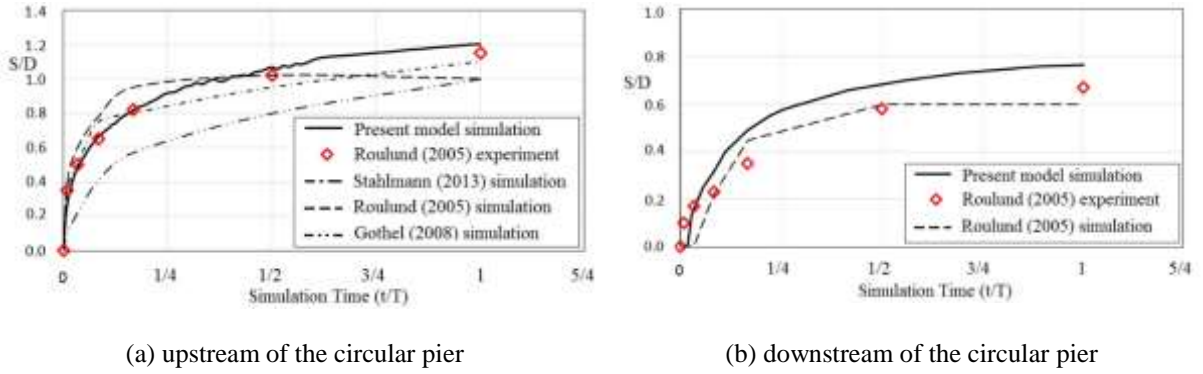 1.4
1.2
S/D
1.0
0.8
0.6
0.4
0.2
0.0
Present model simulation
Roulund (2005) experiment
Stahlmann (2013) simulation
Roulund (2005) simulation
Gothel (2008) simulation
0 1/4 1/2 3/4 1 5/4
Simulation Time (t/T)
(a) upstream of the circular pier
1.0
S/D
0.8
0.6
0.4
0.2
0.0
Present model simulation
Roulund (2005) experiment
Roulund (2005) simulation
0 1/4 1/2 3/4 1 5/4
Simulation Time (t/T)
(b) downstream of the circular pier